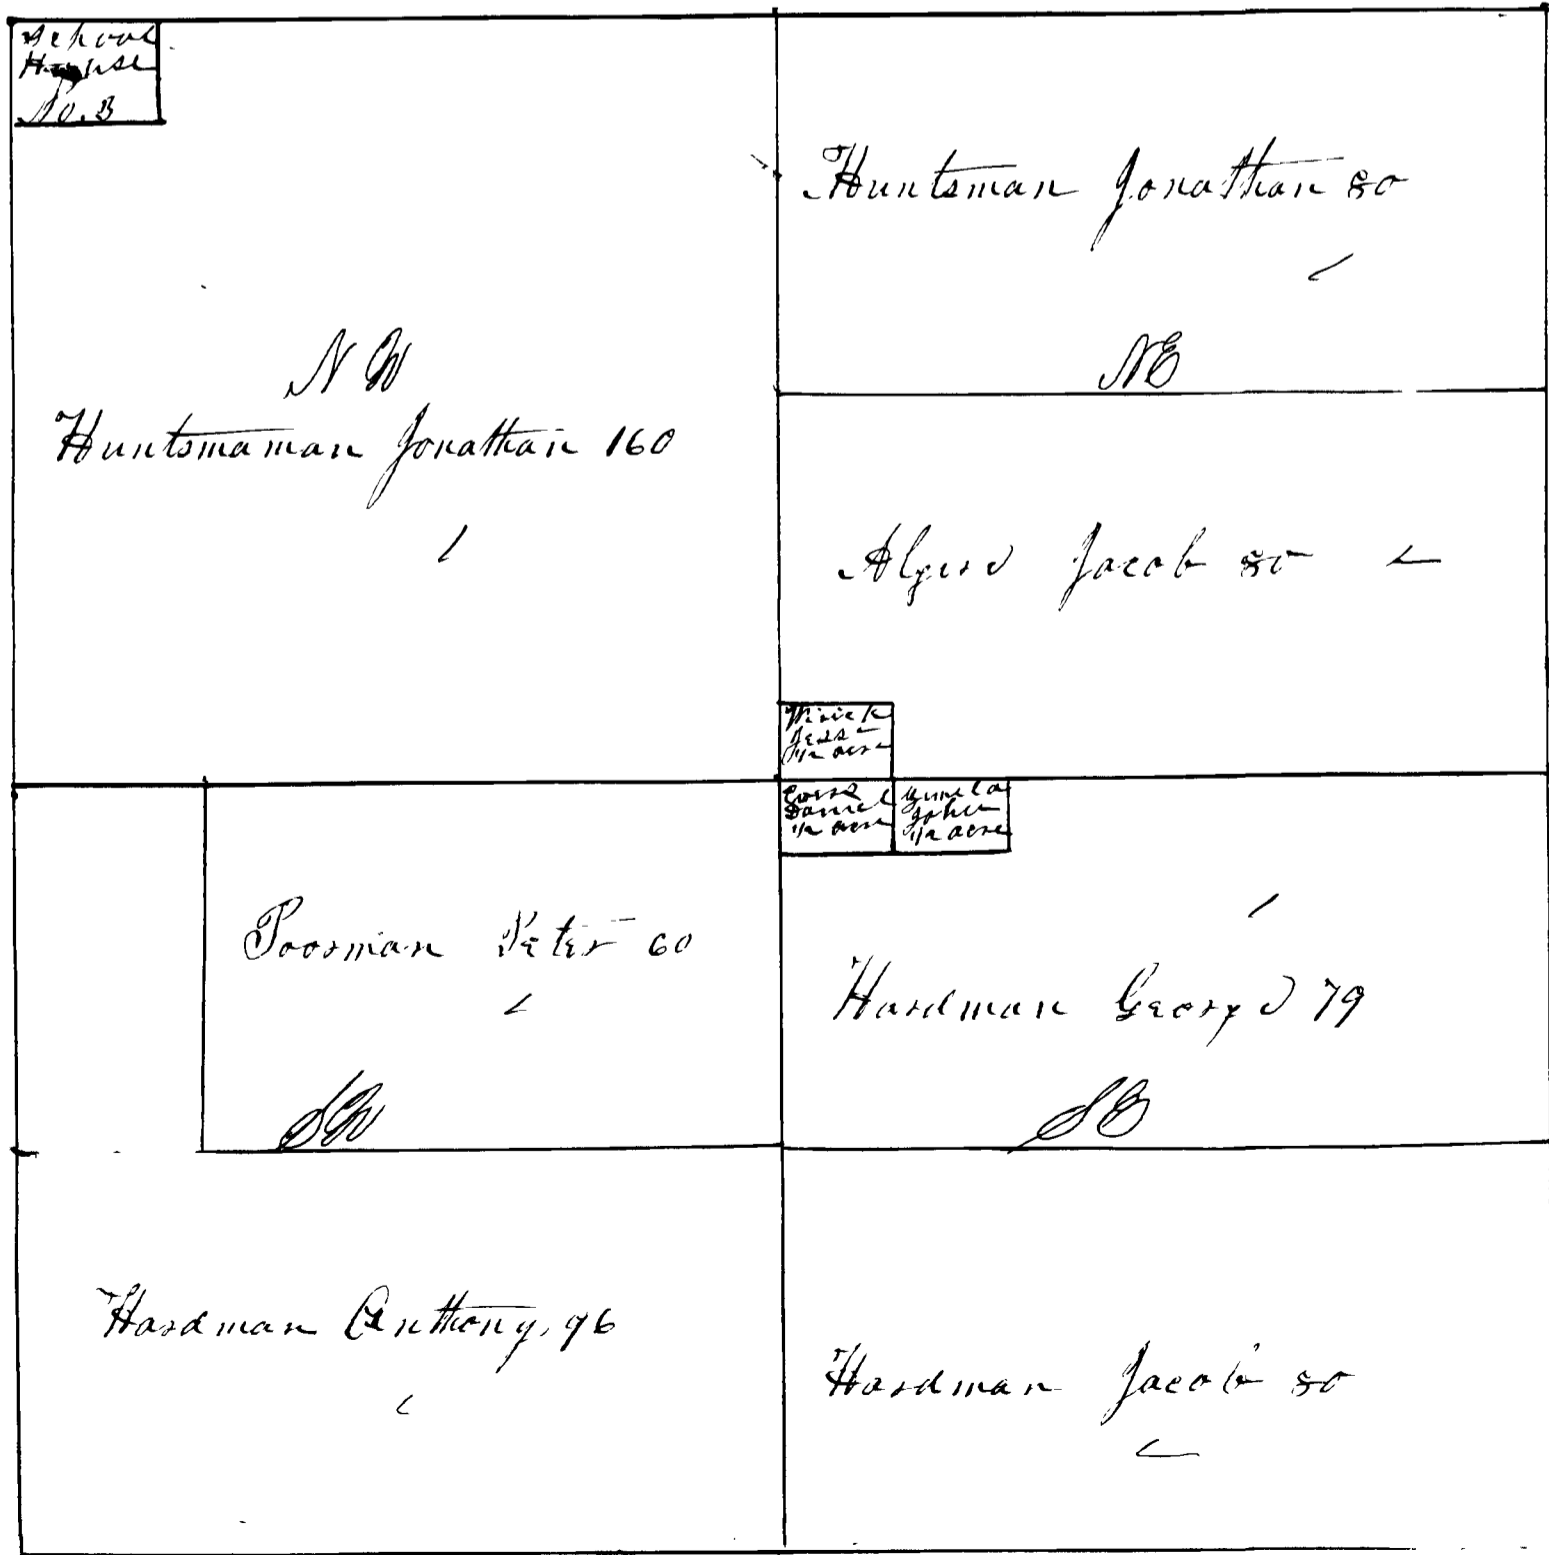 School
House
No. 3
Huntsman Jonathan 80
NE
NW
Huntsmaman Jonathan 160
Jacob 80
Jesse
1/2 acre
Daniel
1/2 acre
John
1/2 acre
Poorman Peter 60
SW
Hardman George 79
SE
Hardman Anthony, 96
Hardman Jacob 80